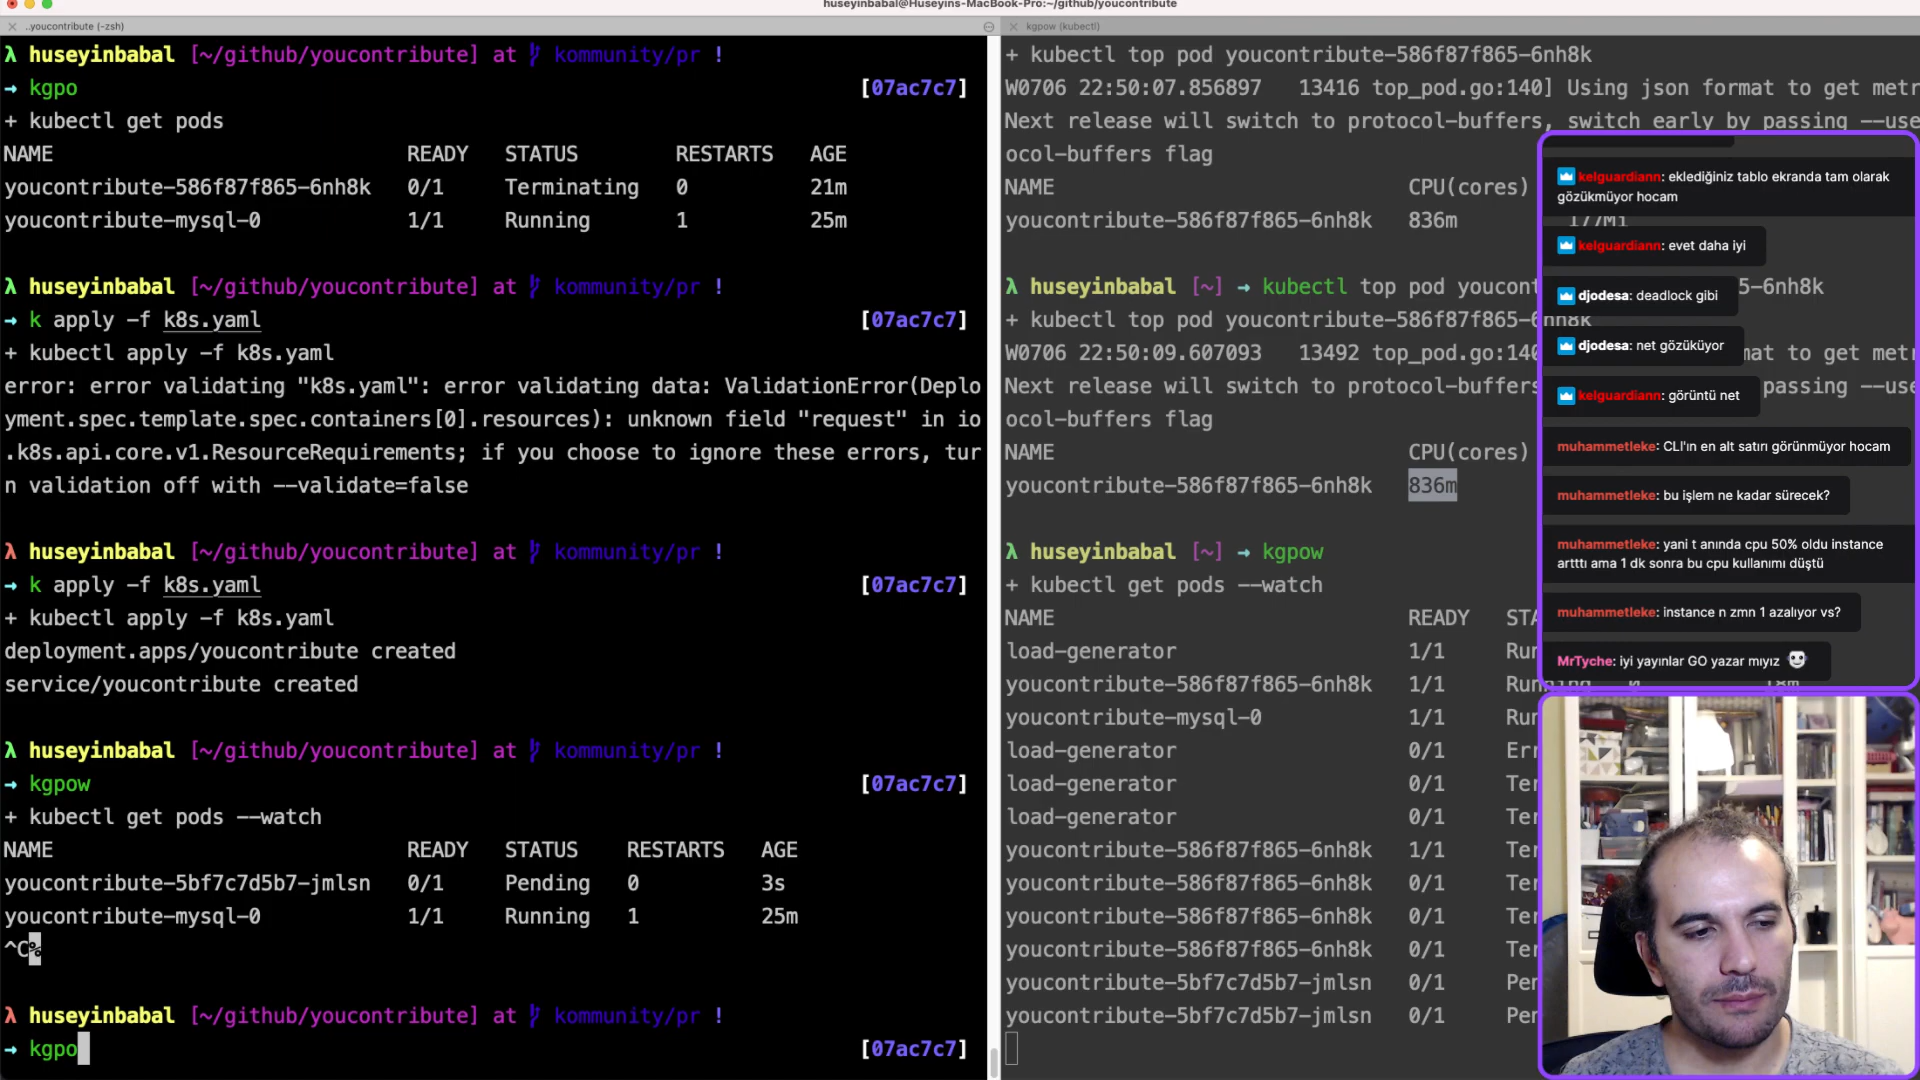 huseyinbabal@Huseyins-MacBook-Pro:~/github/youcontribute
..youcontribute (-zsh)
λ huseyinbabal [~/github/youcontribute] at kommunity/pr !
→ kgpo [07ac7c7]
+ kubectl get pods
NAME READY STATUS RESTARTS AGE
youcontribute-586f87f865-6nh8k 0/1 Terminating 0 21m
youcontribute-mysql-0 1/1 Running 1 25m
λ huseyinbabal [~/github/youcontribute] at kommunity/pr !
→ k apply -f k8s.yaml [07ac7c7]
+ kubectl apply -f k8s.yaml
error: error validating "k8s.yaml": error validating data: ValidationError(Deplo
yment.spec.template.spec.containers[0].resources): unknown field "request" in io
.k8s.api.core.v1.ResourceRequirements; if you choose to ignore these errors, tur
n validation off with --validate=false
λ huseyinbabal [~/github/youcontribute] at kommunity/pr !
→ k apply -f k8s.yaml [07ac7c7]
+ kubectl apply -f k8s.yaml
deployment.apps/youcontribute created
service/youcontribute created
λ huseyinbabal [~/github/youcontribute] at kommunity/pr !
→ kgpow [07ac7c7]
+ kubectl get pods --watch
NAME READY STATUS RESTARTS AGE
youcontribute-5bf7c7d5b7-jmlsn 0/1 Pending 0 3s
youcontribute-mysql-0 1/1 Running 1 25m
^C%
λ huseyinbabal [~/github/youcontribute] at kommunity/pr !
→ kgpo [07ac7c7]
kgpow (kubectl)
+ kubectl top pod youcontribute-586f87f865-6nh8k
W0706 22:50:07.856897 13416 top_pod.go:140] Using json format to get metr
Next release will switch to protocol-buffers, switch early by passing --use
ocol-buffers flag
NAME CPU(cores)
youcontribute-586f87f865-6nh8k 836m 177Mi
λ huseyinbabal [~] → kubectl top pod youcont 5-6nh8k
+ kubectl top pod youcontribute-586f87f865-6nh8k
W0706 22:50:09.607093 13492 top_pod.go:140 mat to get metr
Next release will switch to protocol-buffers passing --use
ocol-buffers flag
NAME CPU(cores)
youcontribute-586f87f865-6nh8k 836m
λ huseyinbabal [~] → kgpow
+ kubectl get pods --watch
NAME READY STA
load-generator 1/1 Run
youcontribute-586f87f865-6nh8k 1/1 Running 0 18m
youcontribute-mysql-0 1/1 Run
load-generator 0/1 Err
load-generator 0/1 Ter
load-generator 0/1 Ter
youcontribute-586f87f865-6nh8k 1/1 Ter
youcontribute-586f87f865-6nh8k 0/1 Ter
youcontribute-586f87f865-6nh8k 0/1 Ter
youcontribute-586f87f865-6nh8k 0/1 Ter
youcontribute-5bf7c7d5b7-jmlsn 0/1 Pen
youcontribute-5bf7c7d5b7-jmlsn 0/1 Pen
kelguardiann: eklediğiniz tablo ekranda tam olarak
gözükmüyor hocam
kelguardiann: evet daha iyi
djodesa: deadlock gibi
djodesa: net gözüküyor
kelguardiann: görüntü net
muhammetleke: CLI'ın en alt satırı görünmüyor hocam
muhammetleke: bu işlem ne kadar sürecek?
muhammetleke: yani t anında cpu 50% oldu instance
artttı ama 1 dk sonra bu cpu kullanımı düştü
muhammetleke: instance n zmn 1 azalıyor vs?
MrTyche: iyi yayınlar GO yazar mıyız